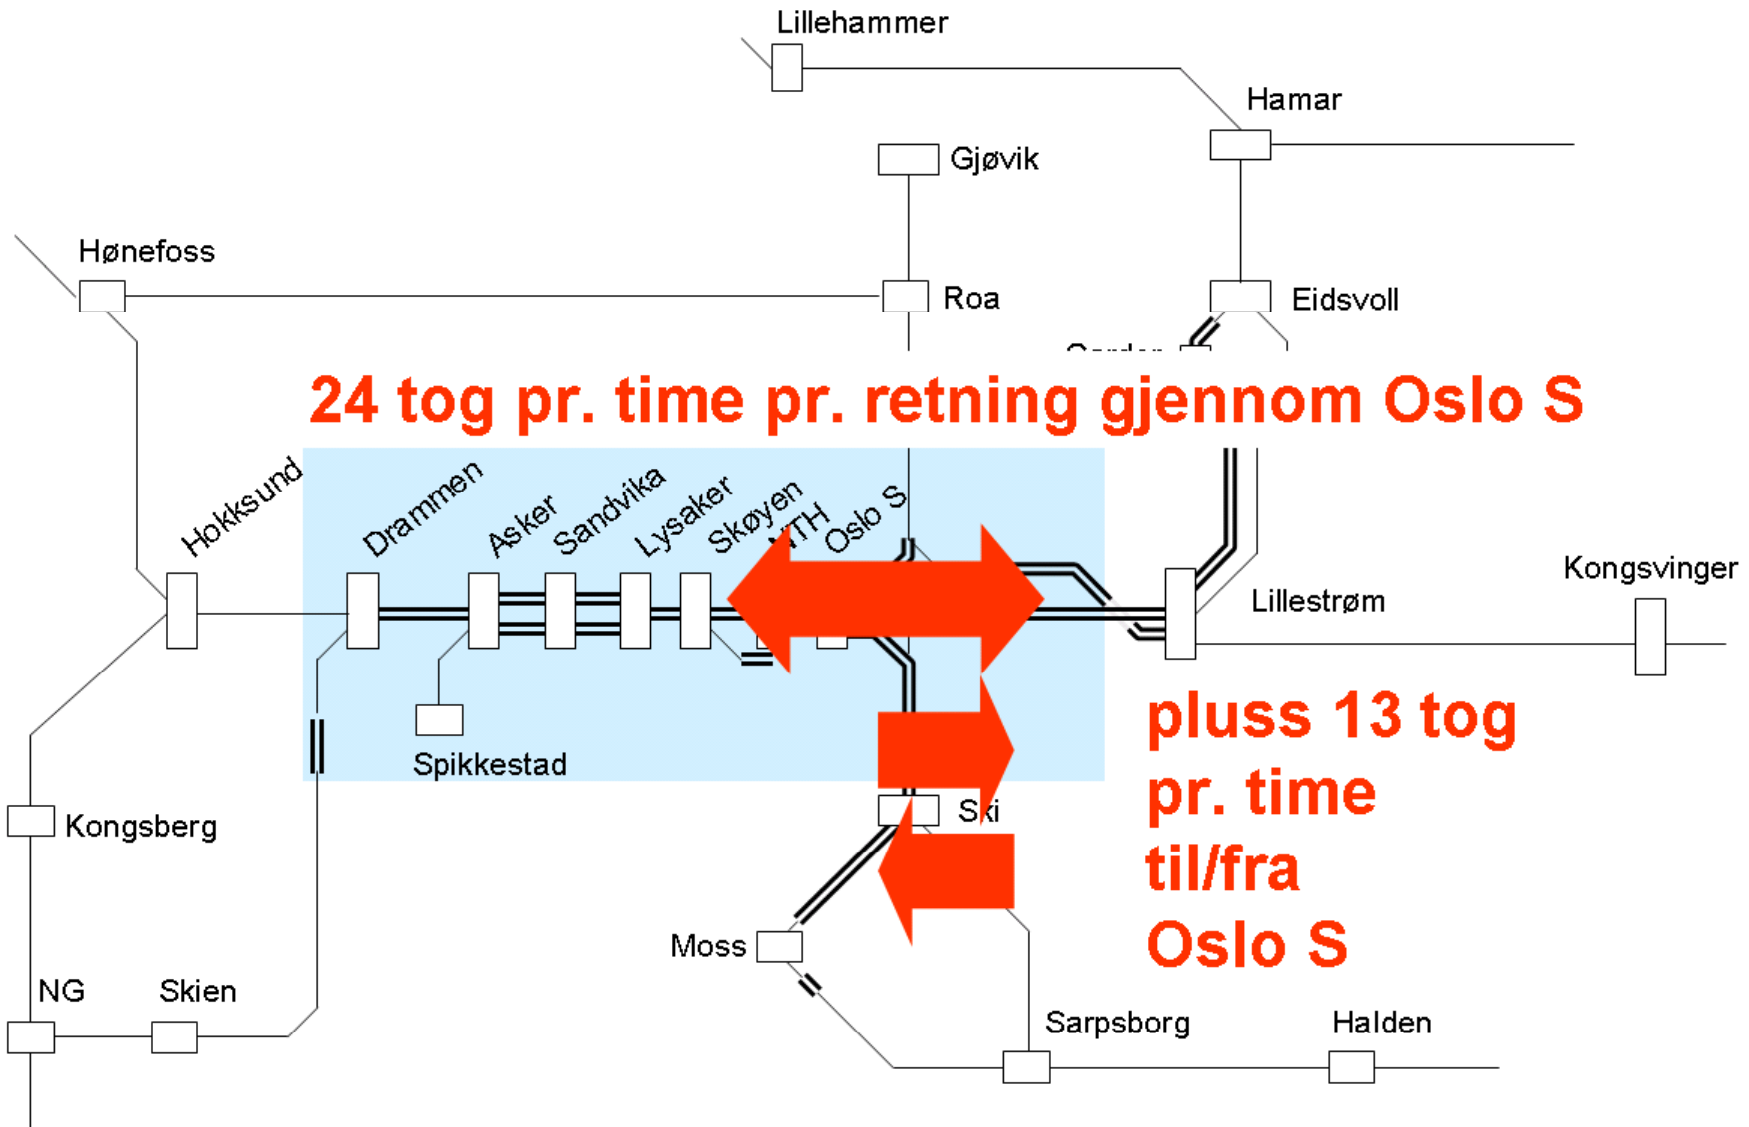 Lillehammer
Hamar
Gjøvik
Hønefoss
Roa
Eidsvoll
24 tog pr. time pr. retning gjennom Oslo S
Hokksund
Drammen
Asker
Sandvika
Lysaker
Skøyen
Oslo S
Kongsvinger
Lillestrøm
pluss 13 tog
pr. time
til/fra
Oslo S
Spikkestad
Ski
Kongsberg
Moss
NG
Skien
Sarpsborg
Halden